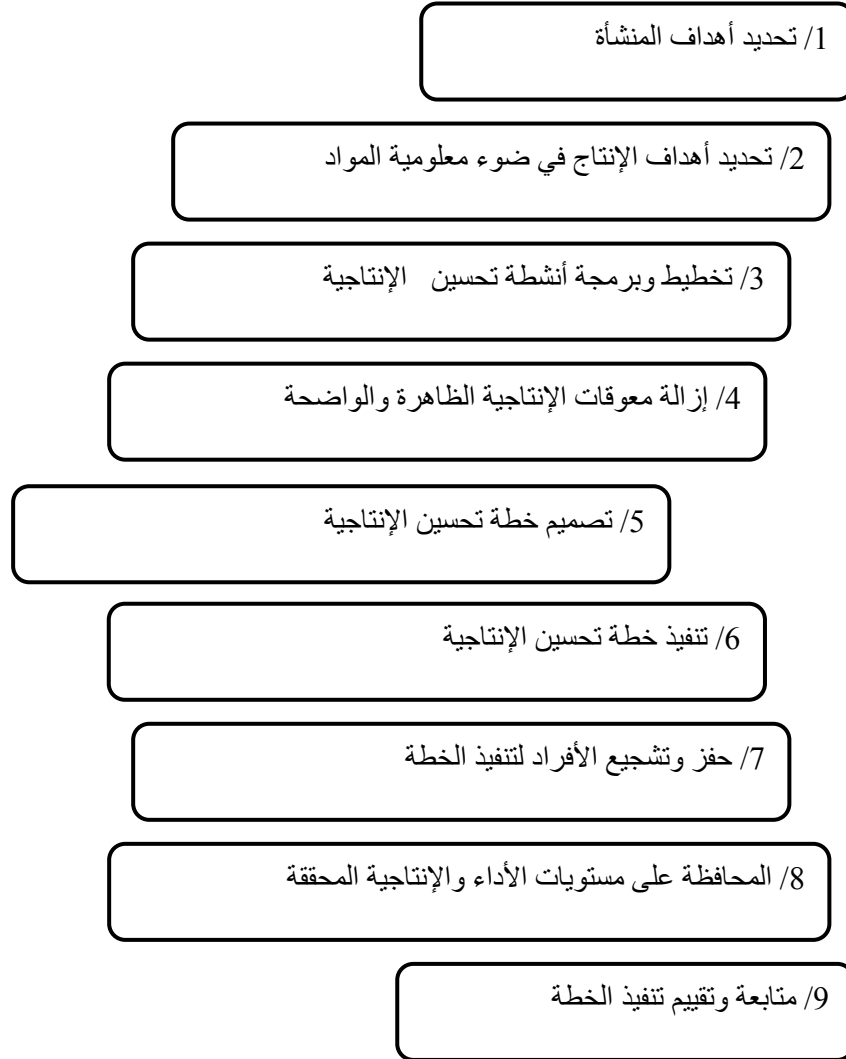 1/ تحديد أهداف المنشأة
2/ تحديد أهداف الإنتاج في ضوء معلومية المواد
3/ تخطيط وبرمجة أنشطة تحسين الإنتاجية
4/ إزالة معوقات الإنتاجية الظاهرة والواضحة
5/ تصميم خطة تحسين الإنتاجية
6/ تنفيذ خطة تحسين الإنتاجية
7/ حفز وتشجيع الأفراد لتنفيذ الخطة
8/ المحافظة على مستويات الأداء والإنتاجية المحققة
9/ متابعة وتقييم تنفيذ الخطة